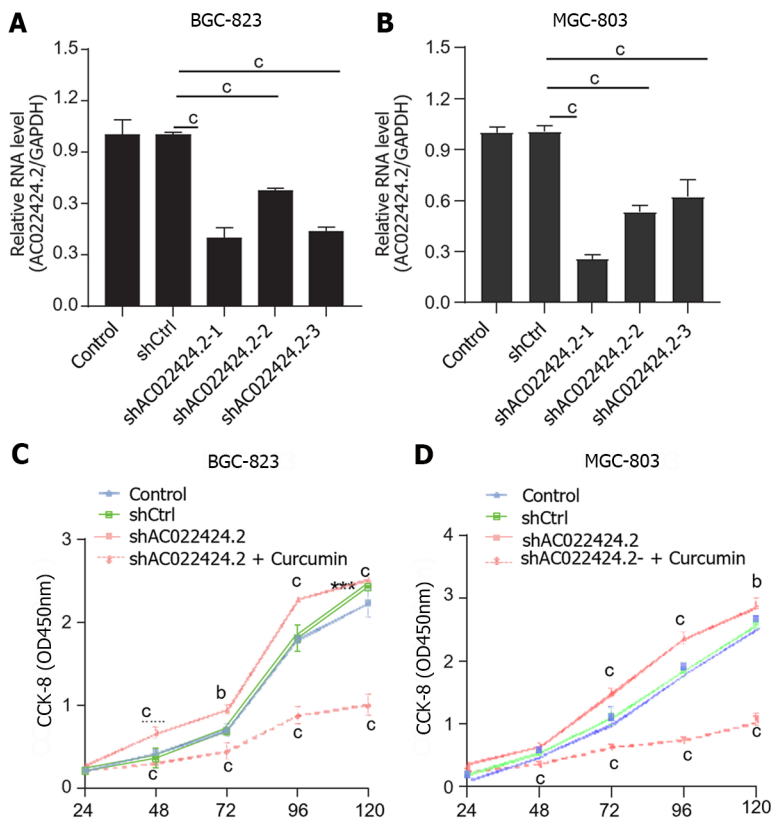 A
BGC-823
B
MGC-803
Relative RNA level
(AC022424.2/GAPDH)
1.5
1.2
0.9
0.3
0.3
0.0
c
c
c
Control
shCtrl
shAC022424.2-1
shAC022424.2-2
shAC022424.2-3
Relative RNA level
(AC022424.2/GAPDH)
1.5
1.2
0.9
0.6
0.3
0.0
c
c
c
Control
shCtrl
shAC022424.2-1
shAC022424.2-2
shAC022424.2-3
C
BGC-823
Control
shCtrl
shAC022424.2
shAC022424.2 + Curcumin
CCK-8 (OD450nm)
3
2
1
0
c
b
c
c
***
c
c
c
c
24
48
72
96
120
D
MGC-803
Control
shCtrl
shAC022424.2
shAC022424.2- + Curcumin
CCK-8 (OD450nm)
4
3
2
1
0
c
c
b
c
c
c
c
24
48
72
96
120